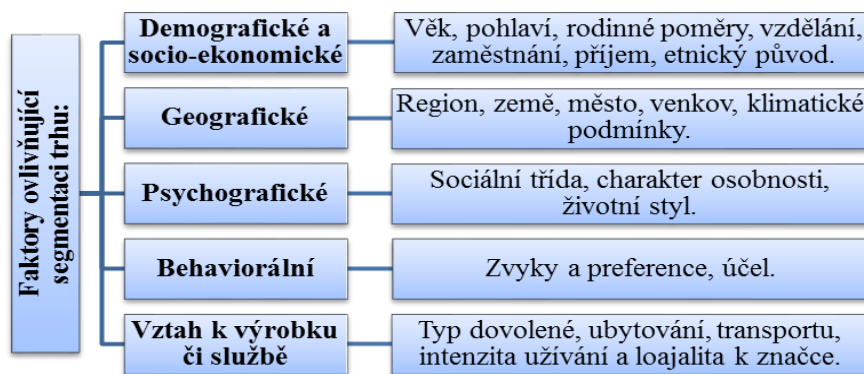 Faktory ovlivňující
segmentaci trhu:
Demografické a
socio-ekonomické
Věk, pohlaví, rodinné poměry, vzdělání,
zaměstnání, příjem, etnický původ.
Geografické
Region, země, město, venkov, klimatické
podmínky.
Psychografické
Sociální třída, charakter osobnosti,
životní styl.
Behaviorální
Zvyky a preference, účel.
Vztah k výrobku
či službě
Typ dovolené, ubytování, transportu,
intenzita užívání a loajalita k značce.